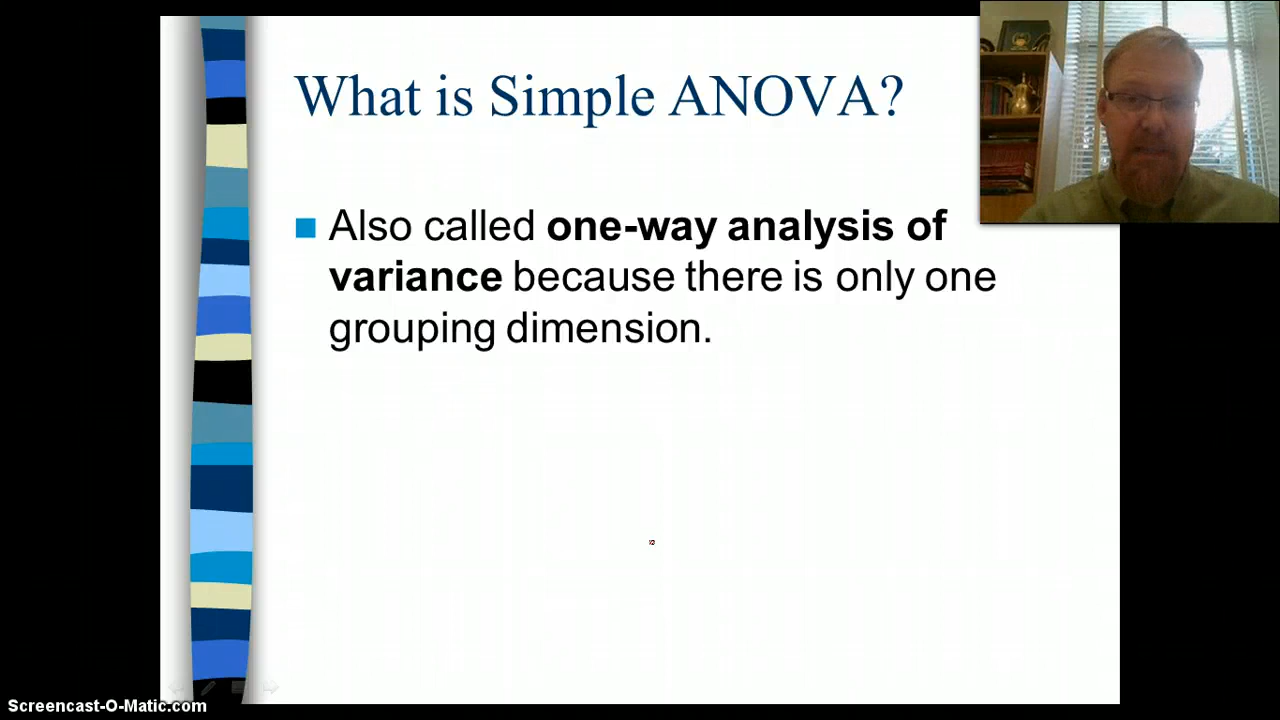 What is Simple ANOVA?
Also called one-way analysis of
variance because there is only one
grouping dimension.
Screencast-O-Matic.com